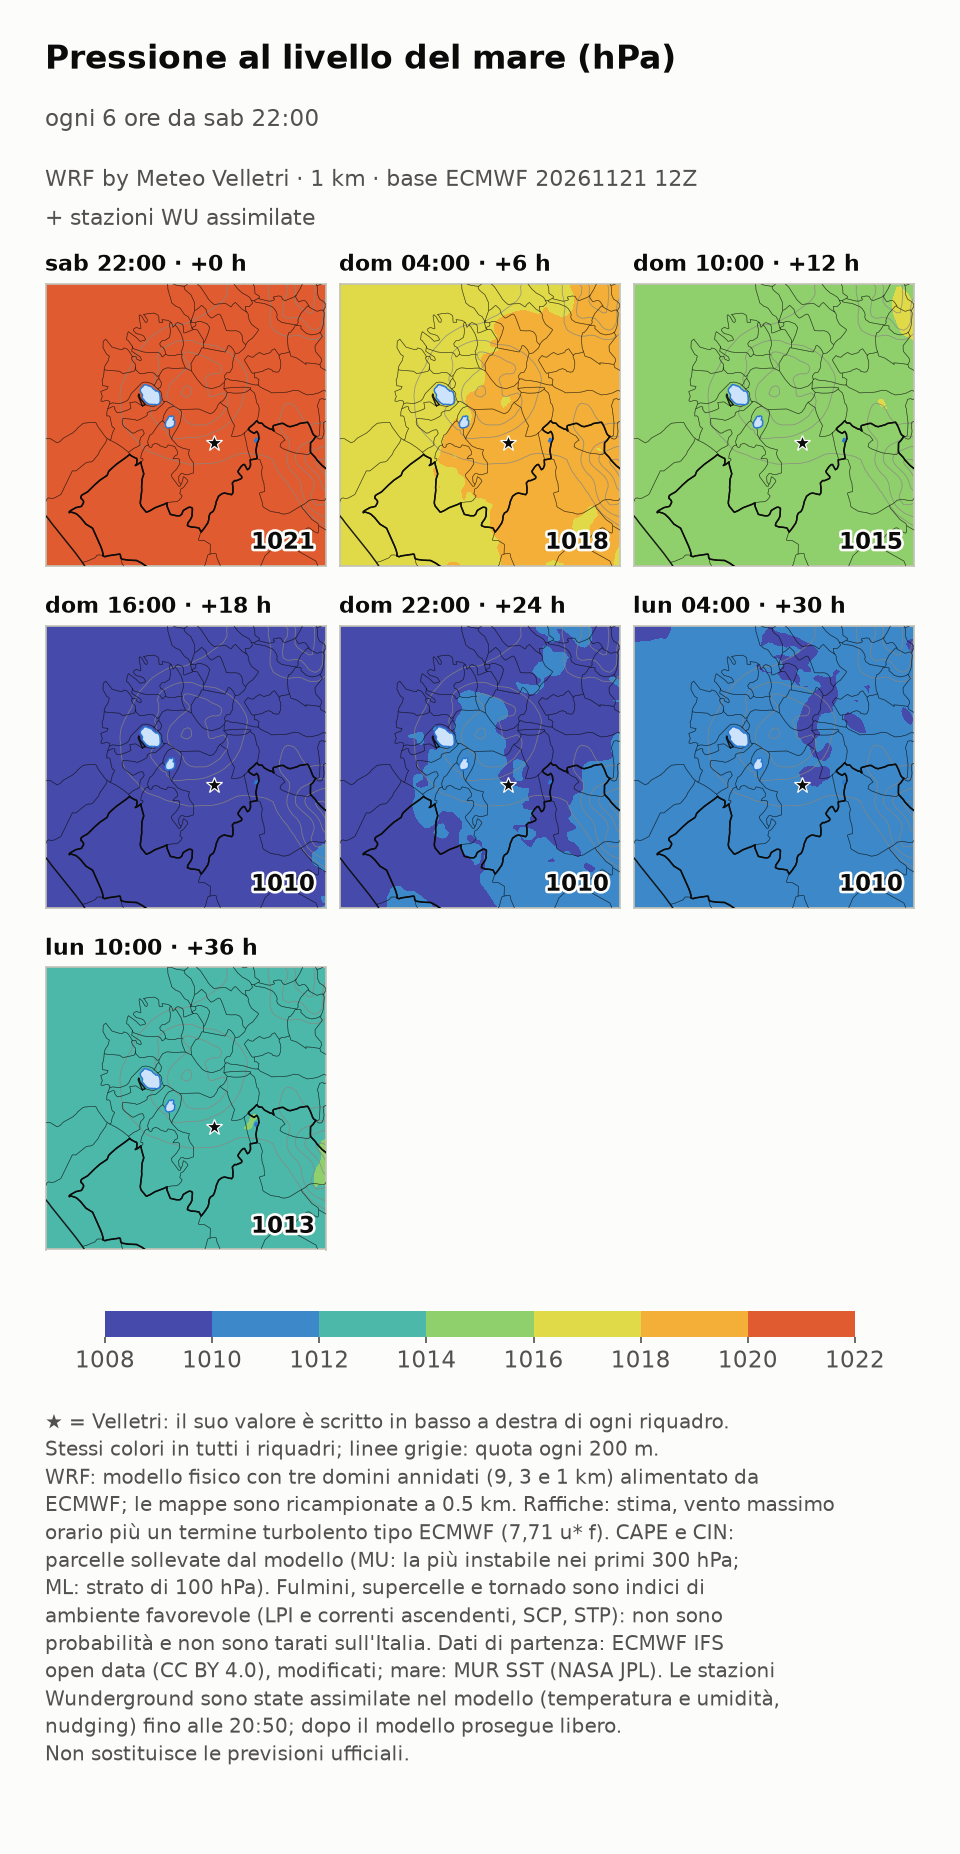 Pressione al livello del mare (hPa)
ogni 6 ore da sab 22:00
WRF by Meteo Velletri · 1 km · base ECMWF 20261121 12Z
+ stazioni WU assimilate
sab 22:00 · +0 h
dom 04:00 · +6 h
dom 10:00 · +12 h
1021
1018
1015
dom 16:00 · +18 h
dom 22:00 · +24 h
lun 04:00 · +30 h
1010
1010
1010
lun 10:00 · +36 h
1013
1008 1010 1012 1014 1016 1018 1020 1022
★ = Velletri: il suo valore è scritto in basso a destra di ogni riquadro.
Stessi colori in tutti i riquadri; linee grigie: quota ogni 200 m.
WRF: modello fisico con tre domini annidati (9, 3 e 1 km) alimentato da
ECMWF; le mappe sono ricampionate a 0.5 km. Raffiche: stima, vento massimo
orario più un termine turbolento tipo ECMWF (7,71 u* f). CAPE e CIN:
parcelle sollevate dal modello (MU: la più instabile nei primi 300 hPa;
ML: strato di 100 hPa). Fulmini, supercelle e tornado sono indici di
ambiente favorevole (LPI e correnti ascendenti, SCP, STP): non sono
probabilità e non sono tarati sull'Italia. Dati di partenza: ECMWF IFS
open data (CC BY 4.0), modificati; mare: MUR SST (NASA JPL). Le stazioni
Wunderground sono state assimilate nel modello (temperatura e umidità,
nudging) fino alle 20:50; dopo il modello prosegue libero.
Non sostituisce le previsioni ufficiali.